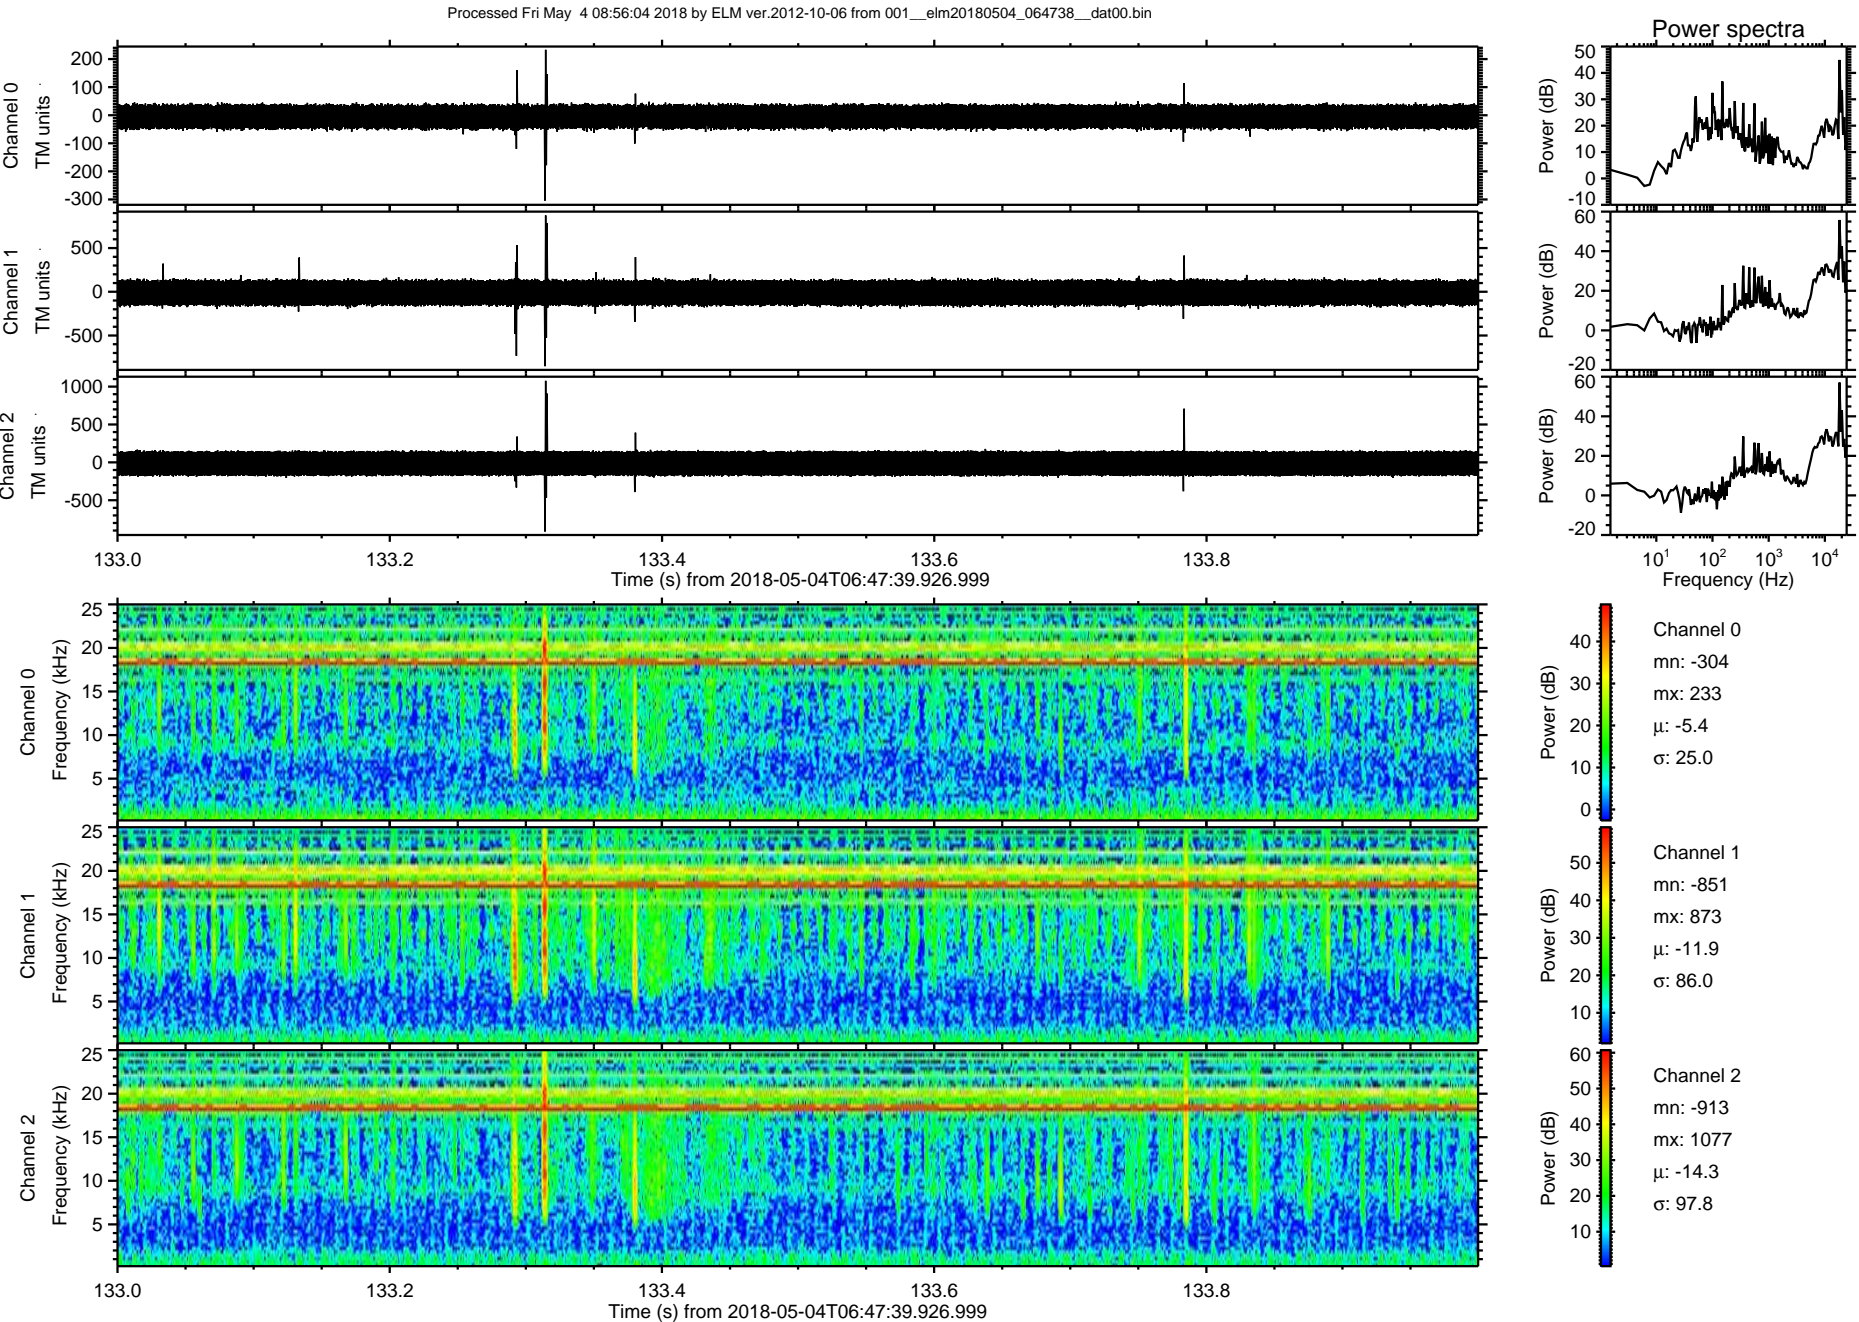 Processed Fri May  4 08:56:04 2018 by ELM ver.2012-10-06 from 001__elm20180504_064738__dat00.bin
Power spectra
Channel 0
TM units
200
100
0
-100
-200
-300
Power (dB)
50
40
30
20
10
0
-10
Channel 1
TM units
500
0
-500
Power (dB)
60
40
20
0
-20
Channel 2
TM units
1000
500
0
-500
Power (dB)
60
40
20
0
-20
133.0 133.2 133.4 133.6 133.8
Time (s) from 2018-05-04T06:47:39.926.999
10¹ 10² 10³ 10⁴
Frequency (Hz)
Channel 0
Frequency (kHz)
25
20
15
10
5
Power (dB)
40
30
20
10
0
Channel 0
mn: -304
mx: 233
μ: -5.4
σ: 25.0
Channel 1
Frequency (kHz)
25
20
15
10
5
Power (dB)
50
40
30
20
10
Channel 1
mn: -851
mx: 873
μ: -11.9
σ: 86.0
Channel 2
Frequency (kHz)
25
20
15
10
5
Power (dB)
60
50
40
30
20
10
Channel 2
mn: -913
mx: 1077
μ: -14.3
σ: 97.8
133.0 133.2 133.4 133.6 133.8
Time (s) from 2018-05-04T06:47:39.926.999